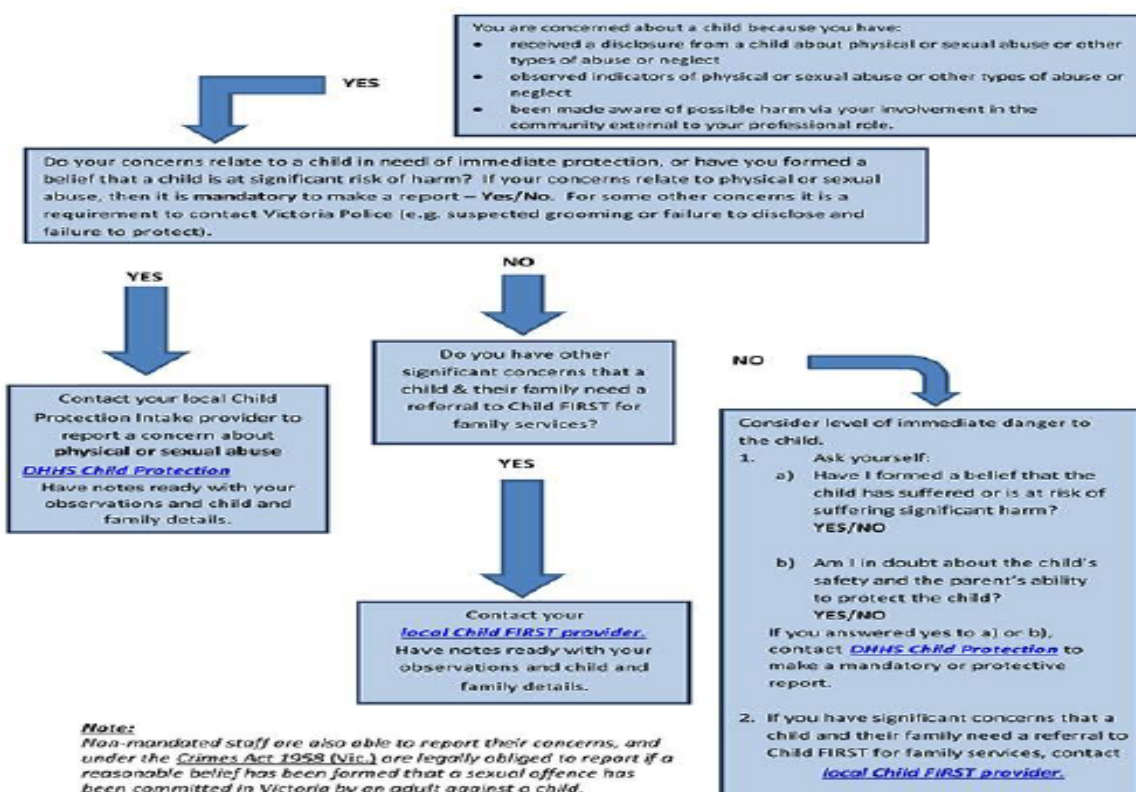 You are concerned about a child because you have:
• received a disclosure from a child about physical or sexual abuse or other
types of abuse or neglect
• observed indicators of physical or sexual abuse or other types of abuse or
neglect
• been made aware of possible harm via your involvement in the
community external to your professional role.
YES
Do your concerns relate to a child in need of immediate protection, or have you formed a
belief that a child is at significant risk of harm? If your concerns relate to physical or sexual
abuse, then it is mandatory to make a report – Yes/No. For some other concerns it is a
requirement to contact Victoria Police (e.g. suspected grooming or failure to disclose and
failure to protect).
YES
NO
Contact your local Child
Protection Intake provider to
report a concern about
physical or sexual abuse
DHHS Child Protection
Have notes ready with your
observations and child and
family details.
Do you have other
significant concerns that a
child & their family need a
referral to Child FIRST for
family services?
YES
Contact your
local Child FIRST provider.
Have notes ready with your
observations and child and
family details.
NO
Consider level of immediate danger to
the child.
1. Ask yourself:
a) Have I formed a belief that the
child has suffered or is at risk of
suffering significant harm?
YES/NO
b) Am I in doubt about the child's
safety and the parent's ability
to protect the child?
YES/NO
If you answered yes to a) or b),
contact DHHS Child Protection to
make a mandatory or protective
report.
2. If you have significant concerns that a
child and their family need a referral to
Child FIRST for family services, contact
local Child FIRST provider.
Note:
Non-mandated staff are also able to report their concerns, and
under the Crimes Act 1958 (Vic.) are legally obliged to report if a
reasonable belief has been formed that a sexual offence has
been committed in Victoria by an adult against a child.